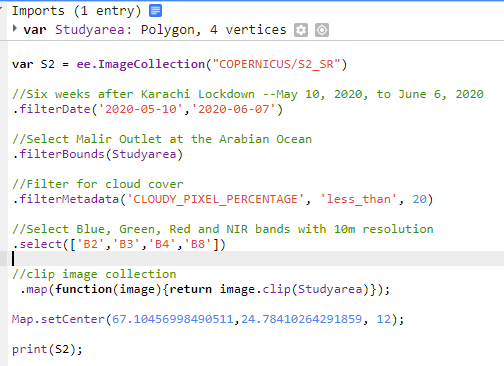 Imports (1 entry)
var Studyarea: Polygon, 4 vertices
var S2 = ee.ImageCollection("COPERNICUS/S2_SR")
//Six weeks after Karachi Lockdown --May 10, 2020, to June 6, 2020
.filterDate('2020-05-10','2020-06-07')
//Select Malir Outlet at the Arabian Ocean
.filterBounds(Studyarea)
//Filter for cloud cover
.filterMetadata('CLOUDY_PIXEL_PERCENTAGE', 'less_than', 20)
//Select Blue, Green, Red and NIR bands with 10m resolution
.select(['B2','B3','B4','B8'])
//clip image collection
.map(function(image){return image.clip(Studyarea)});
Map.setCenter(67.10456998490511,24.78410264291859, 12);
print(S2);